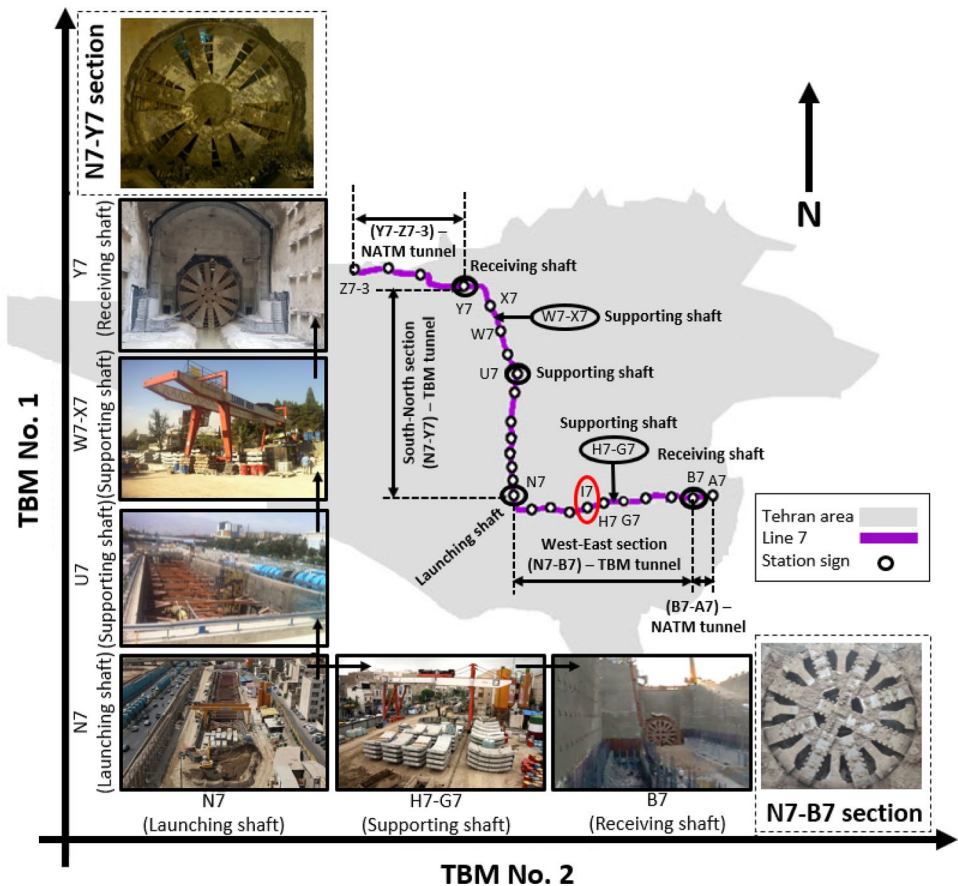 N7-Y7 section
TBM No. 1
Y7
(Receiving shaft)
W7-X7
(Supporting shaft)
U7
(Supporting shaft)
N7
(Launching shaft)
N7
(Launching shaft)
H7-G7
(Supporting shaft)
B7
(Receiving shaft)
TBM No. 2
N7-B7 section
N
(Y7-Z7-3) –
NATM tunnel
Receiving shaft
Z7-3
Y7
X7
W7-X7
Supporting shaft
W7
U7
Supporting shaft
South-North section
(N7-Y7) – TBM tunnel
Supporting shaft
H7-G7
Receiving shaft
N7
I7
B7
A7
H7
G7
Launching shaft
West-East section
(N7-B7) – TBM tunnel
(B7-A7) –
NATM tunnel
Tehran area
Line 7
Station sign